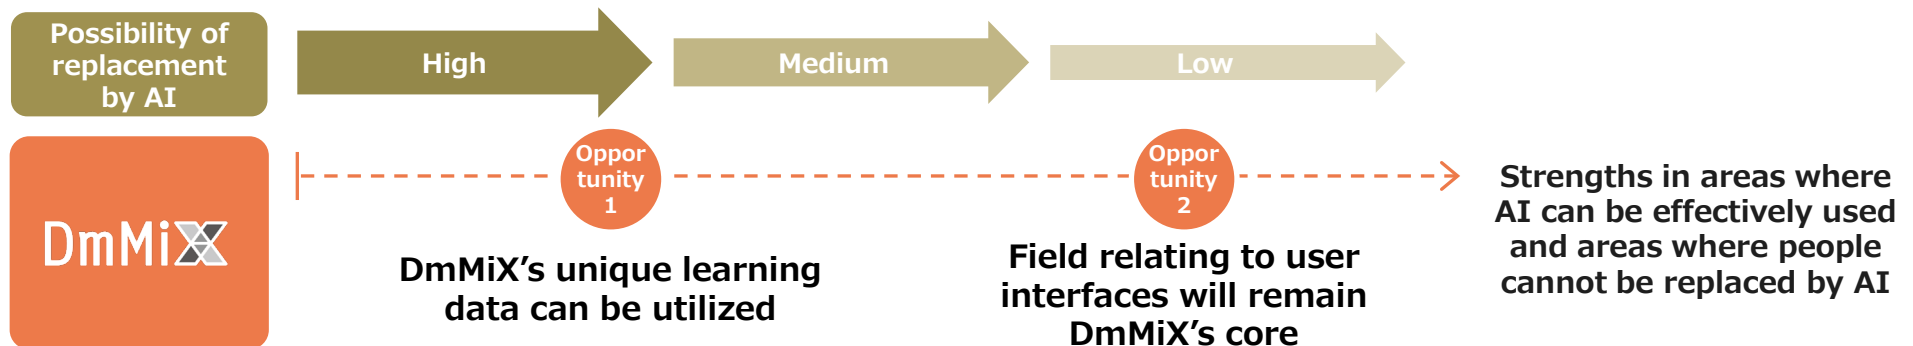 Possibility of
replacement
by AI
High
Medium
Low
DmMiX
Oppor
tunity
1
Oppor
tunity
2
DmMiX’s unique learning
data can be utilized
Field relating to user
interfaces will remain
DmMiX’s core
Strengths in areas where
AI can be effectively used
and areas where people
cannot be replaced by AI